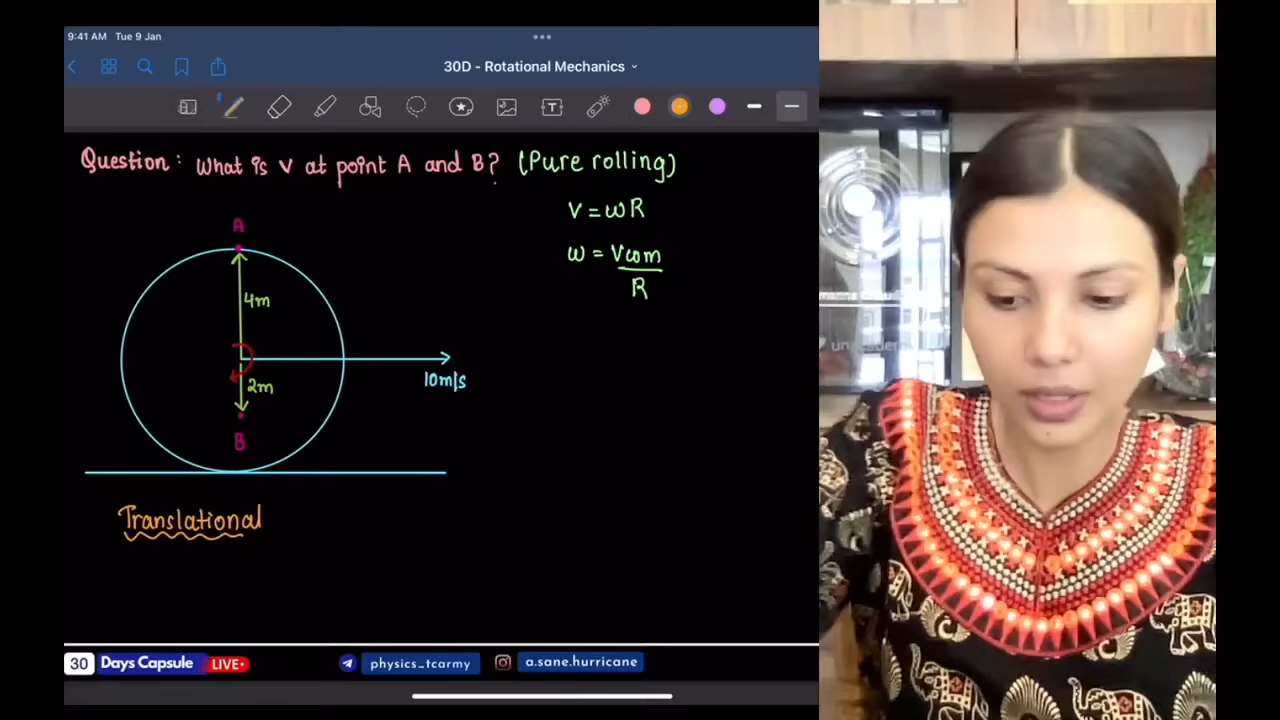 9:41 AM Tue 9 Jan
30D - Rotational Mechanics
Question: What is v at point A and B? (Pure rolling)
V = ωR
A
ω = Vcom
R
4m
2m
10m/s
B
Translational
30 Days Capsule LIVE
physics_tcarmy
a.sane.hurricane